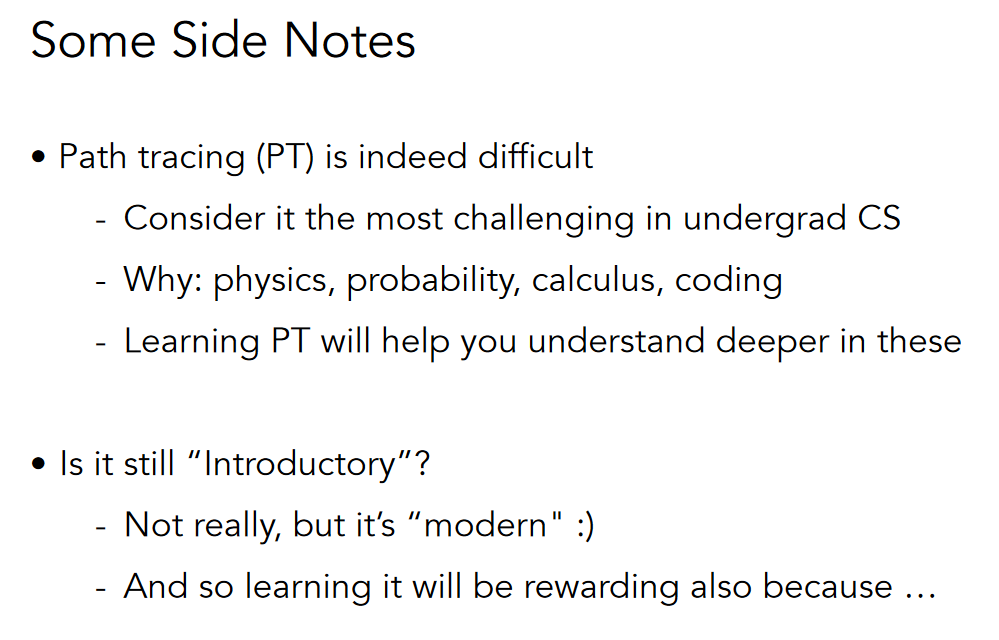 Some Side Notes
• Path tracing (PT) is indeed difficult
- Consider it the most challenging in undergrad CS
- Why: physics, probability, calculus, coding
- Learning PT will help you understand deeper in these
• Is it still “Introductory”?
- Not really, but it’s “modern" :)
- And so learning it will be rewarding also because …